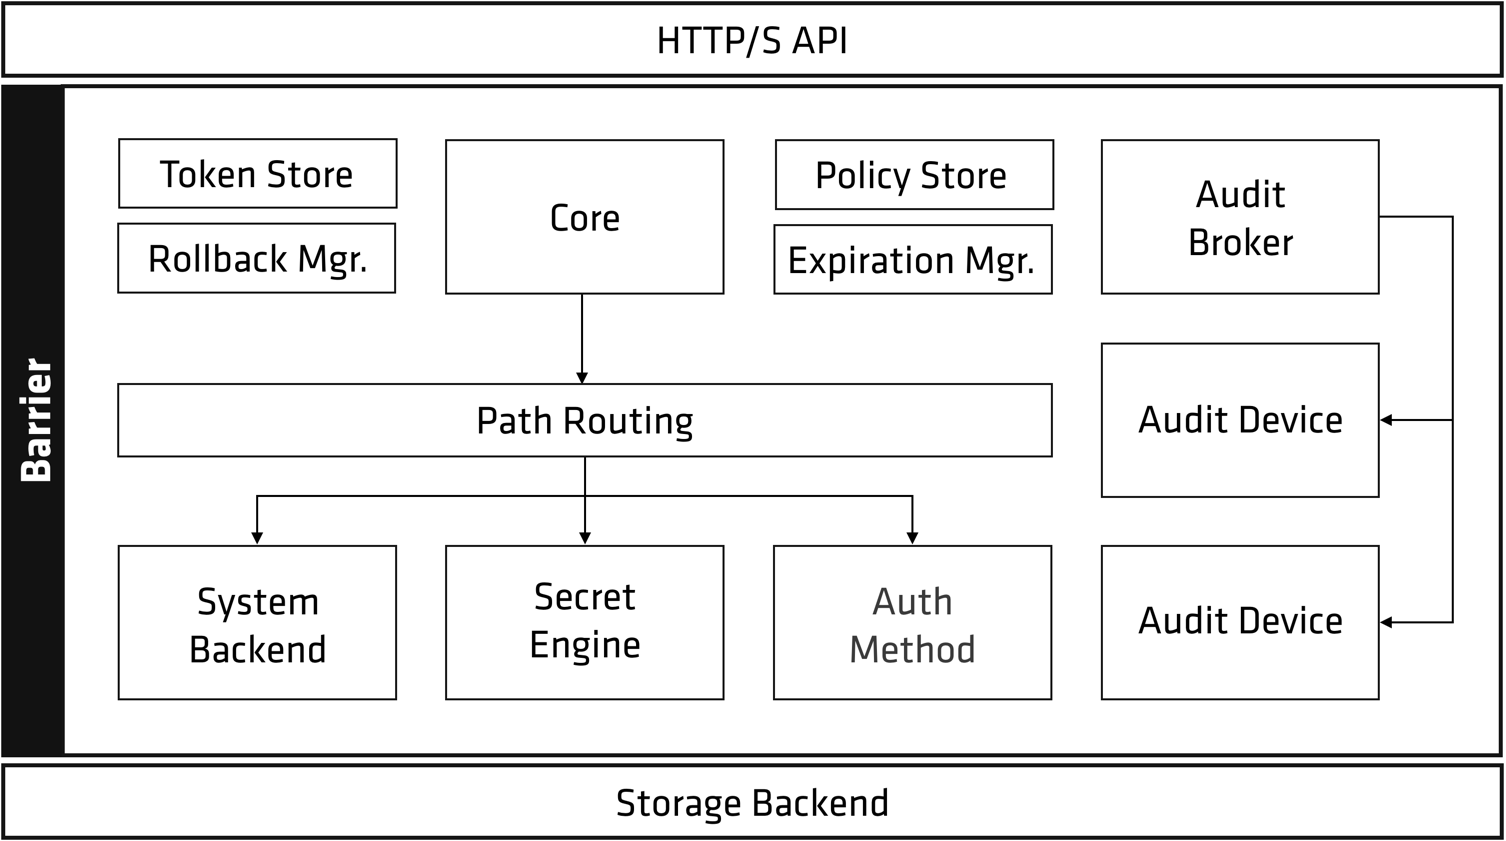 HTTP/S API
Barrier
Token Store
Rollback Mgr.
Core
Policy Store
Expiration Mgr.
Audit
Broker
Path Routing
Audit Device
System
Backend
Secret
Engine
Auth
Method
Audit Device
Storage Backend